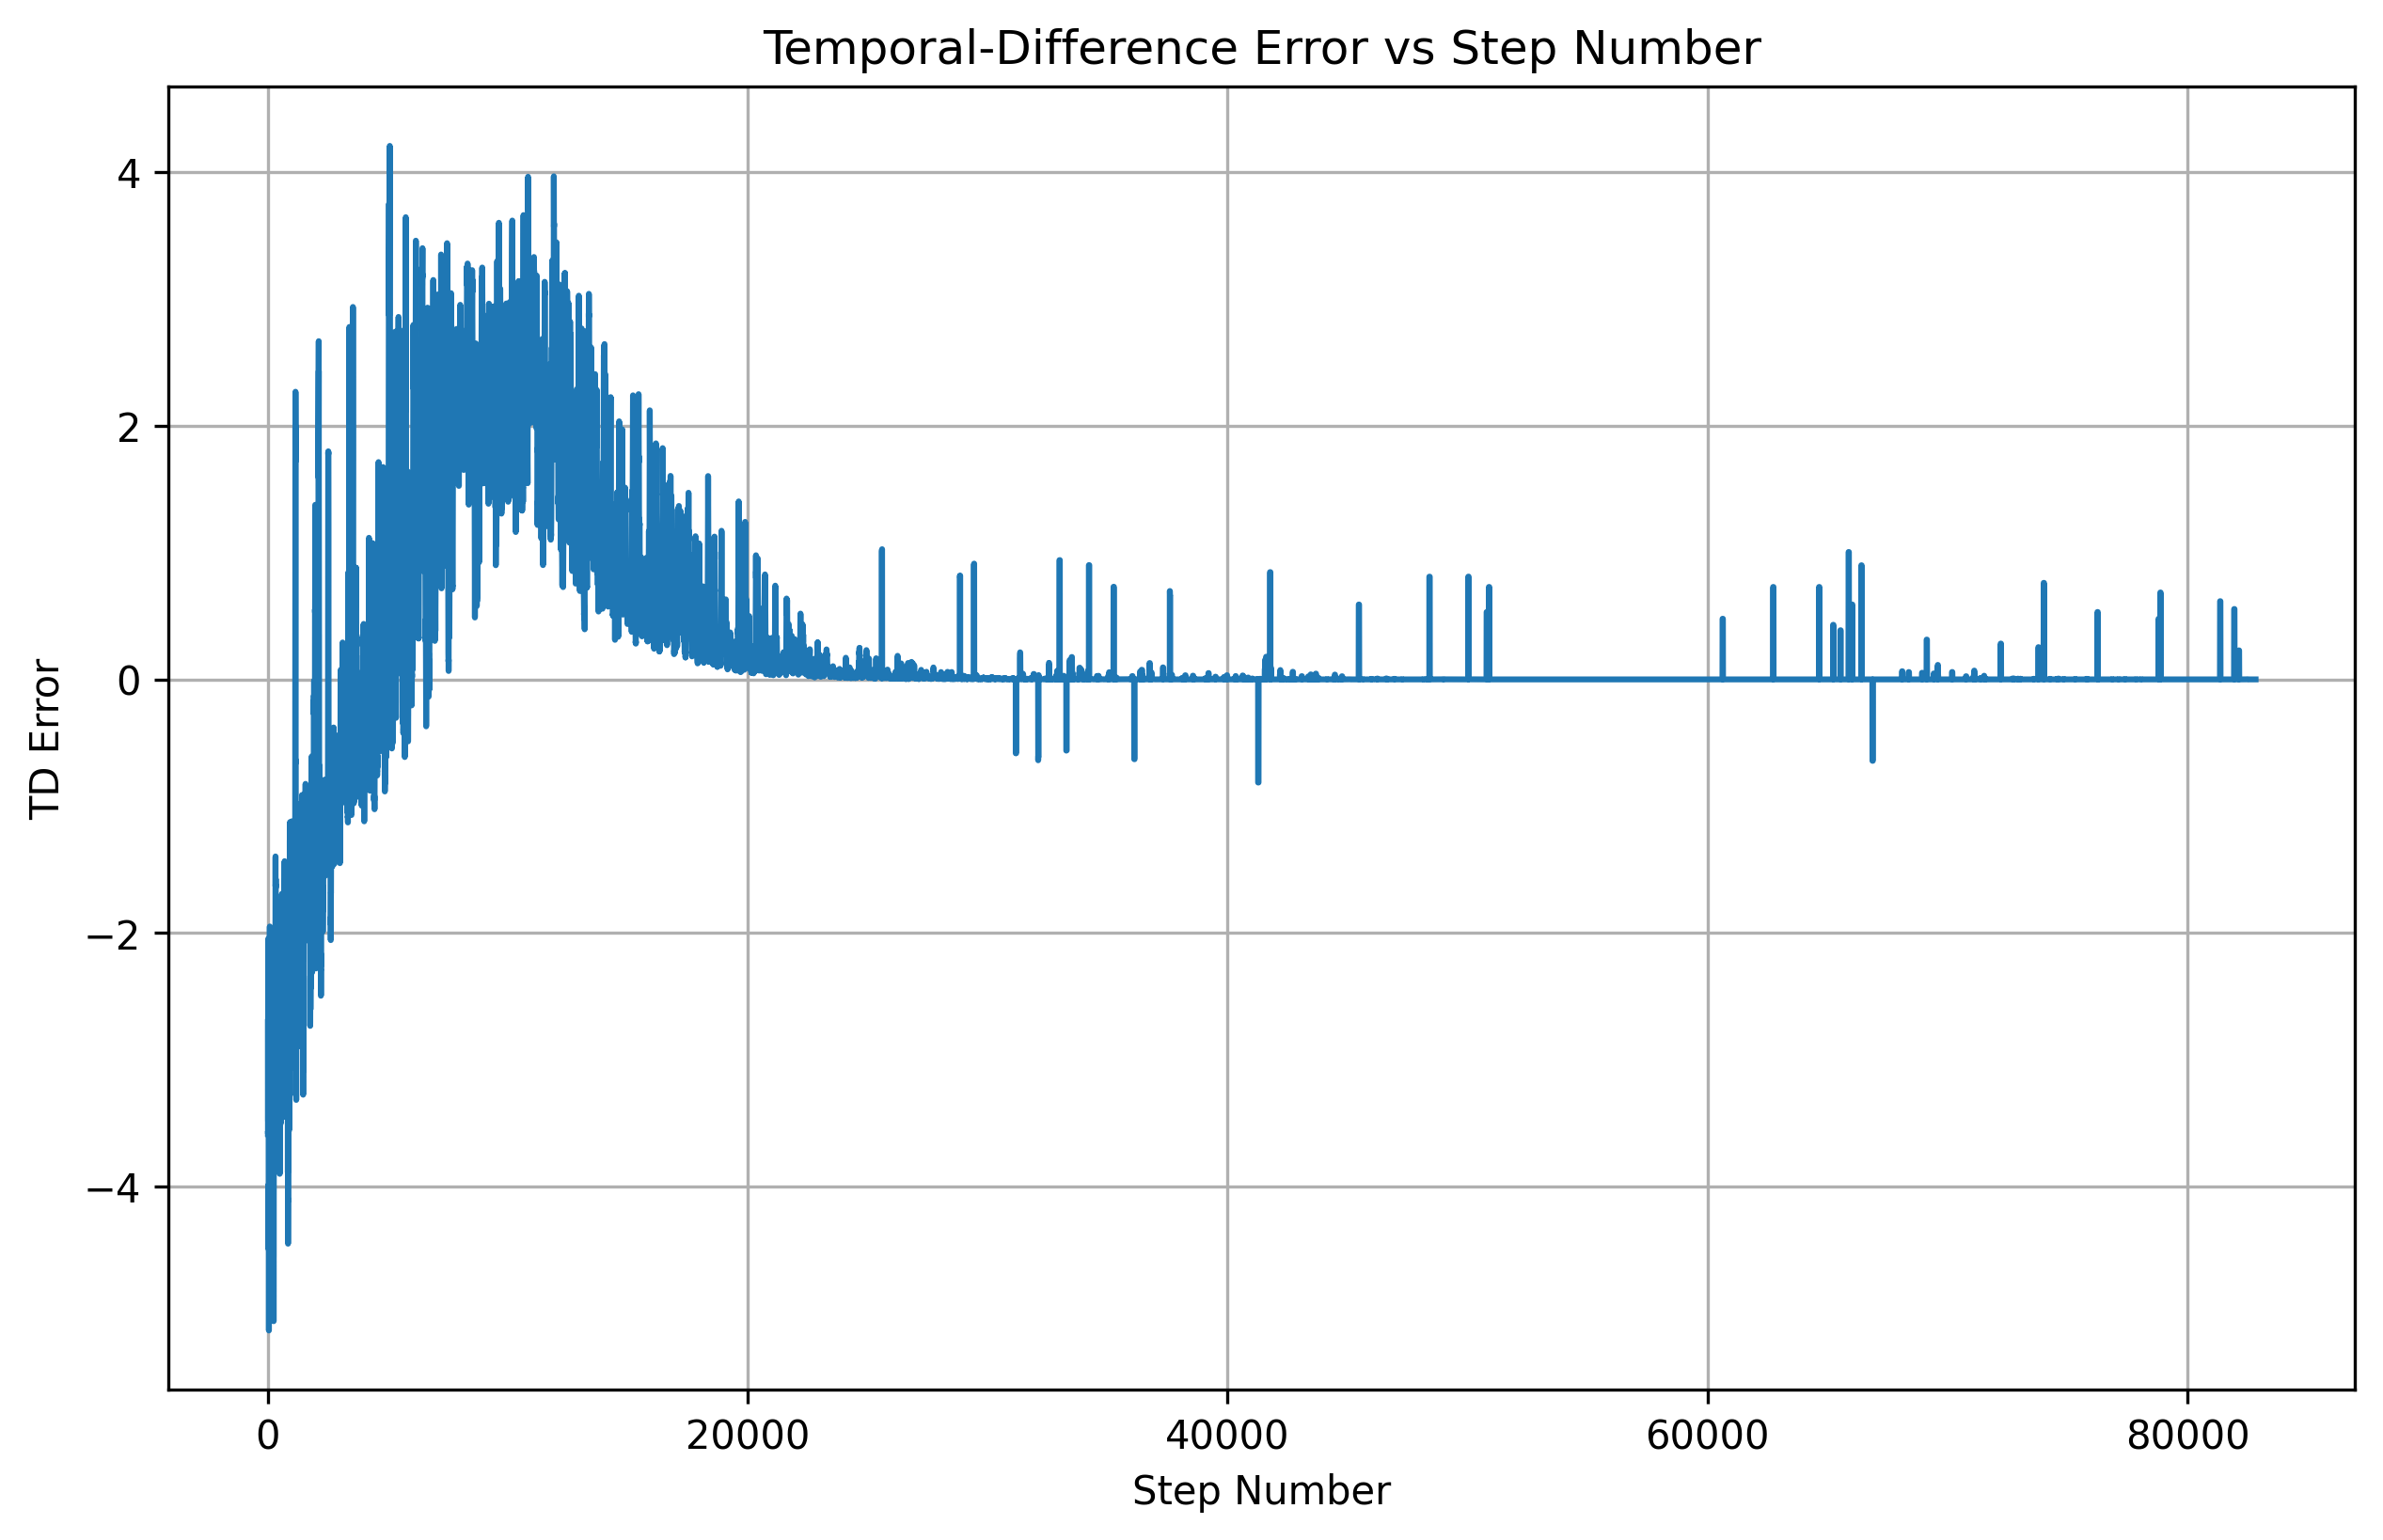 Temporal-Difference Error vs Step Number
TD Error
4
2
0
−2
−4
0 20000 40000 60000 80000
Step Number